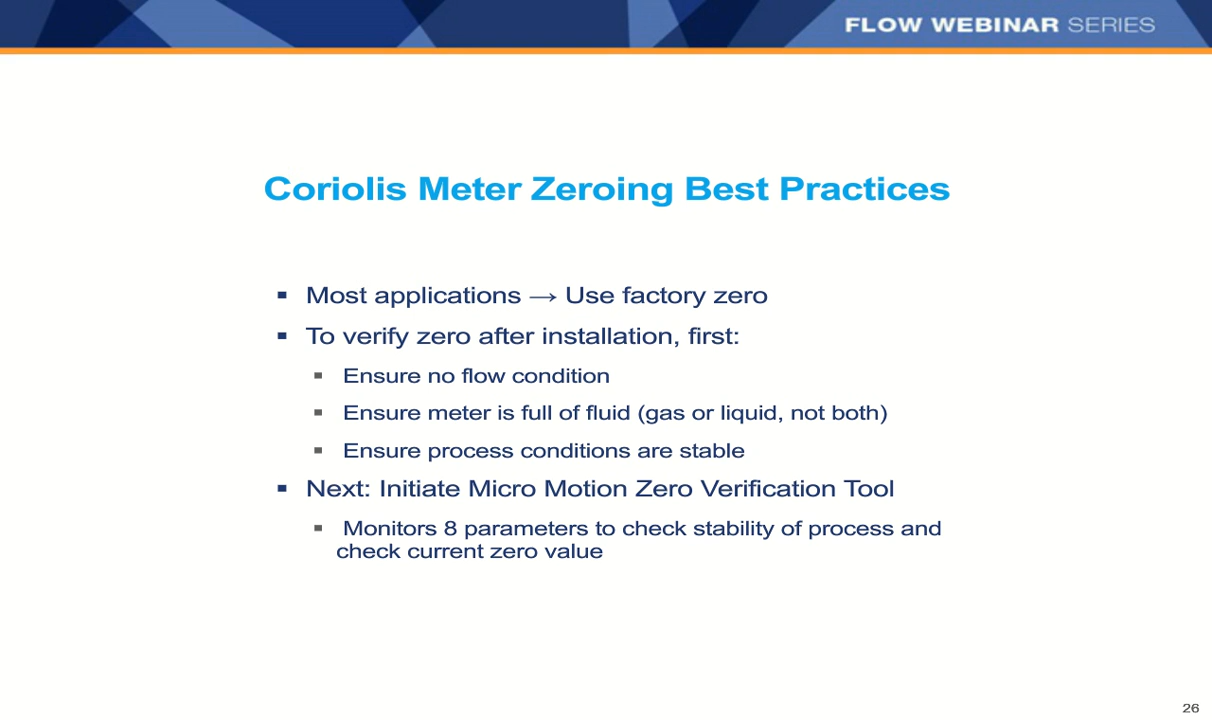 FLOW WEBINAR SERIES
Coriolis Meter Zeroing Best Practices
▪ Most applications → Use factory zero
▪ To verify zero after installation, first:
▪ Ensure no flow condition
▪ Ensure meter is full of fluid (gas or liquid, not both)
▪ Ensure process conditions are stable
▪ Next: Initiate Micro Motion Zero Verification Tool
▪ Monitors 8 parameters to check stability of process and
check current zero value
26